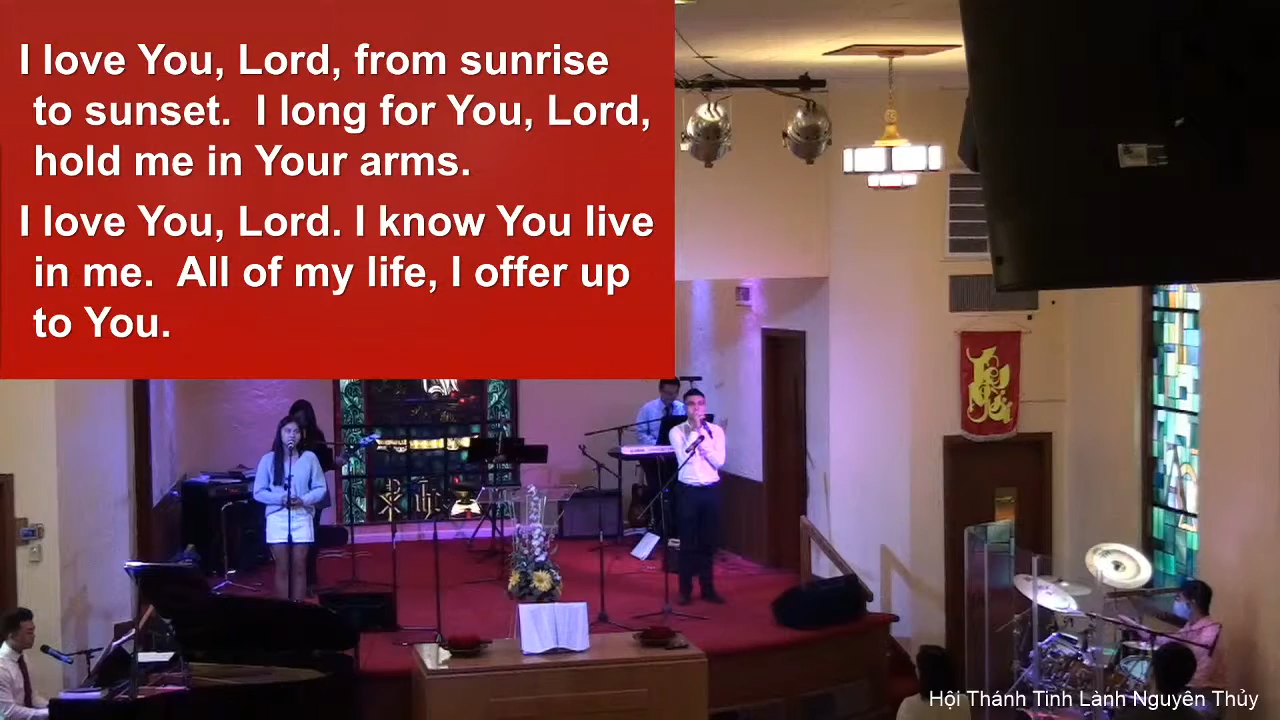 I love You, Lord, from sunrise
to sunset. I long for You, Lord,
hold me in Your arms.
I love You, Lord. I know You live
in me. All of my life, I offer up
to You.
Hội Thánh Tinh Lành Nguyên Thủy